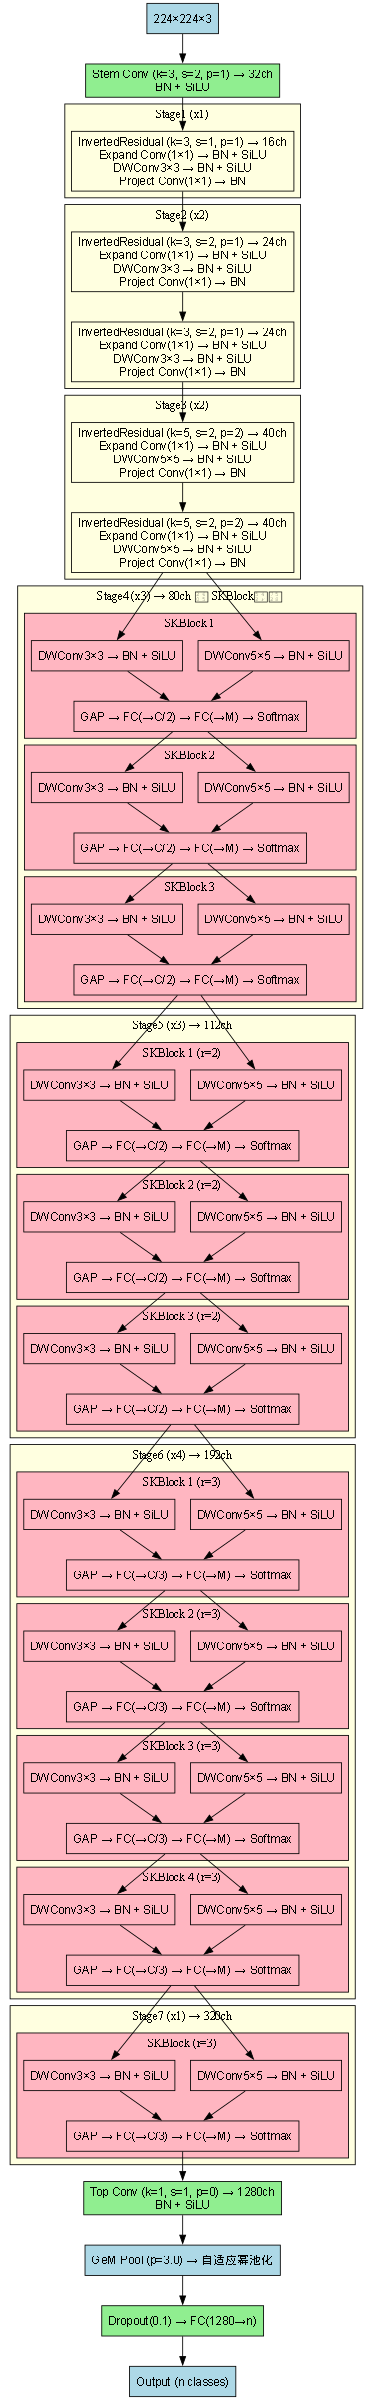 224×224×3
Stem Conv (k=3, s=2, p=1) → 32ch
BN + SiLU
Stage1 (x1)
InvertedResidual (k=3, s=1, p=1) → 16ch
Expand Conv(1×1) → BN + SiLU
DWConv3×3 → BN + SiLU
Project Conv(1×1) → BN
Stage2 (x2)
InvertedResidual (k=3, s=2, p=1) → 24ch
Expand Conv(1×1) → BN + SiLU
DWConv3×3 → BN + SiLU
Project Conv(1×1) → BN
InvertedResidual (k=3, s=2, p=1) → 24ch
Expand Conv(1×1) → BN + SiLU
DWConv3×3 → BN + SiLU
Project Conv(1×1) → BN
Stage3 (x2)
InvertedResidual (k=5, s=2, p=2) → 40ch
Expand Conv(1×1) → BN + SiLU
DWConv5×5 → BN + SiLU
Project Conv(1×1) → BN
InvertedResidual (k=5, s=2, p=2) → 40ch
Expand Conv(1×1) → BN + SiLU
DWConv5×5 → BN + SiLU
Project Conv(1×1) → BN
Stage4 (x3) → 80ch SKBlock
SKBlock 1
DWConv3×3 → BN + SiLU
DWConv5×5 → BN + SiLU
GAP → FC(→C/2) → FC(→M) → Softmax
SKBlock 2
DWConv3×3 → BN + SiLU
DWConv5×5 → BN + SiLU
GAP → FC(→C/2) → FC(→M) → Softmax
SKBlock 3
DWConv3×3 → BN + SiLU
DWConv5×5 → BN + SiLU
GAP → FC(→C/2) → FC(→M) → Softmax
Stage5 (x3) → 112ch
SKBlock 1 (r=2)
DWConv3×3 → BN + SiLU
DWConv5×5 → BN + SiLU
GAP → FC(→C/2) → FC(→M) → Softmax
SKBlock 2 (r=2)
DWConv3×3 → BN + SiLU
DWConv5×5 → BN + SiLU
GAP → FC(→C/2) → FC(→M) → Softmax
SKBlock 3 (r=2)
DWConv3×3 → BN + SiLU
DWConv5×5 → BN + SiLU
GAP → FC(→C/2) → FC(→M) → Softmax
Stage6 (x4) → 192ch
SKBlock 1 (r=3)
DWConv3×3 → BN + SiLU
DWConv5×5 → BN + SiLU
GAP → FC(→C/3) → FC(→M) → Softmax
SKBlock 2 (r=3)
DWConv3×3 → BN + SiLU
DWConv5×5 → BN + SiLU
GAP → FC(→C/3) → FC(→M) → Softmax
SKBlock 3 (r=3)
DWConv3×3 → BN + SiLU
DWConv5×5 → BN + SiLU
GAP → FC(→C/3) → FC(→M) → Softmax
SKBlock 4 (r=3)
DWConv3×3 → BN + SiLU
DWConv5×5 → BN + SiLU
GAP → FC(→C/3) → FC(→M) → Softmax
Stage7 (x1) → 320ch
SKBlock (r=3)
DWConv3×3 → BN + SiLU
DWConv5×5 → BN + SiLU
GAP → FC(→C/3) → FC(→M) → Softmax
Top Conv (k=1, s=1, p=0) → 1280ch
BN + SiLU
GeM Pool (p=3.0) → 自适应幂池化
Dropout(0.1) → FC(1280→n)
Output (n classes)